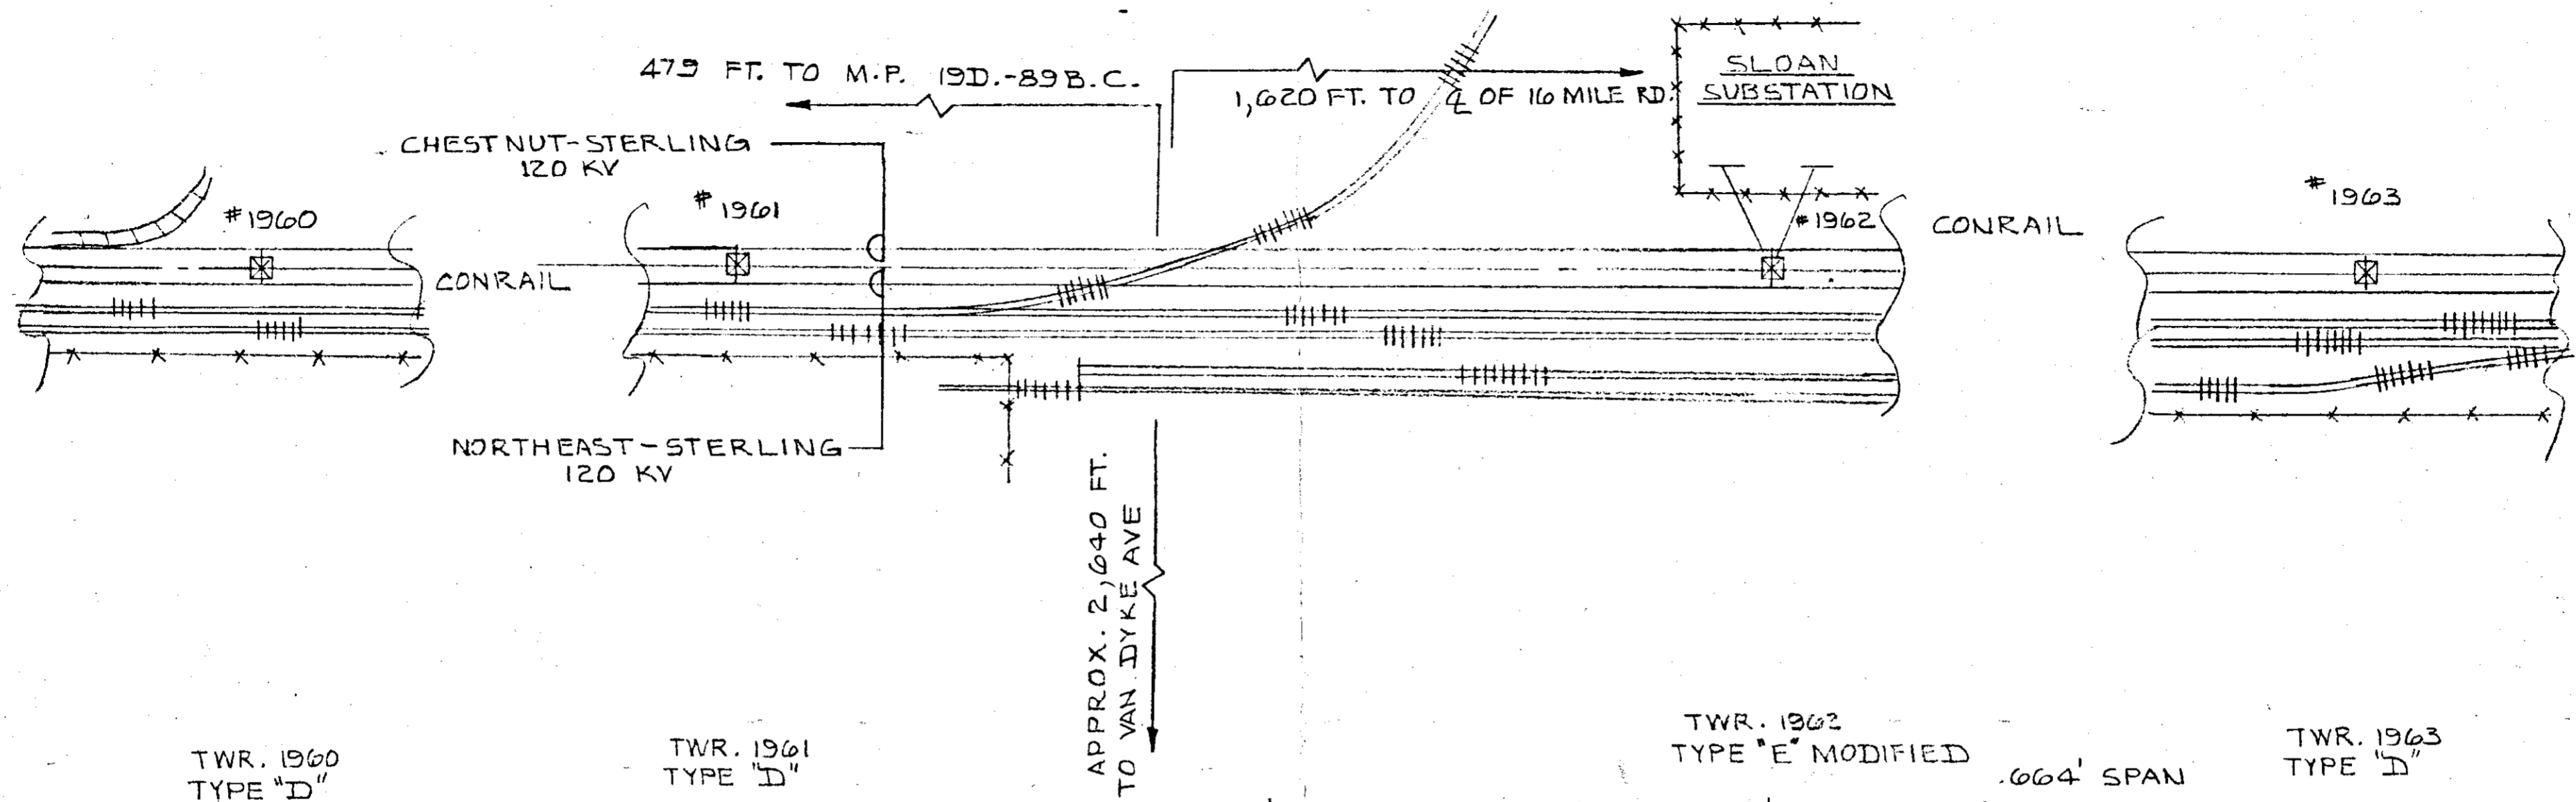 479 FT. TO M.P. 19D.-89B.C.
1,620 FT. TO ℄ OF 16 MILE RD.
SLOAN
SUBSTATION
CHESTNUT-STERLING
120 KV
#1960
#1961
#1962
#1963
CONRAIL
CONRAIL
NORTHEAST-STERLING
120 KV
APPROX. 2,640 FT.
TO VAN DYKE AVE
TWR. 1960
TYPE "D"
TWR. 1961
TYPE "D"
TWR. 1962
TYPE "E" MODIFIED
664' SPAN
TWR. 1963
TYPE "D"